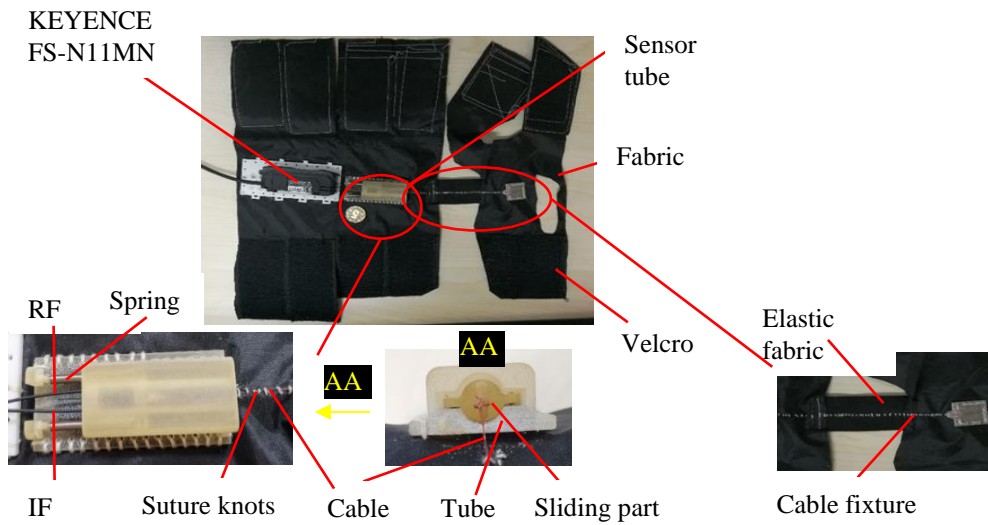 KEYENCE
FS-N11MN
Sensor
tube
Fabric
RF
Spring
AA
AA
Velcro
Elastic
fabric
IF
Suture knots
Cable
Tube
Sliding part
Cable fixture